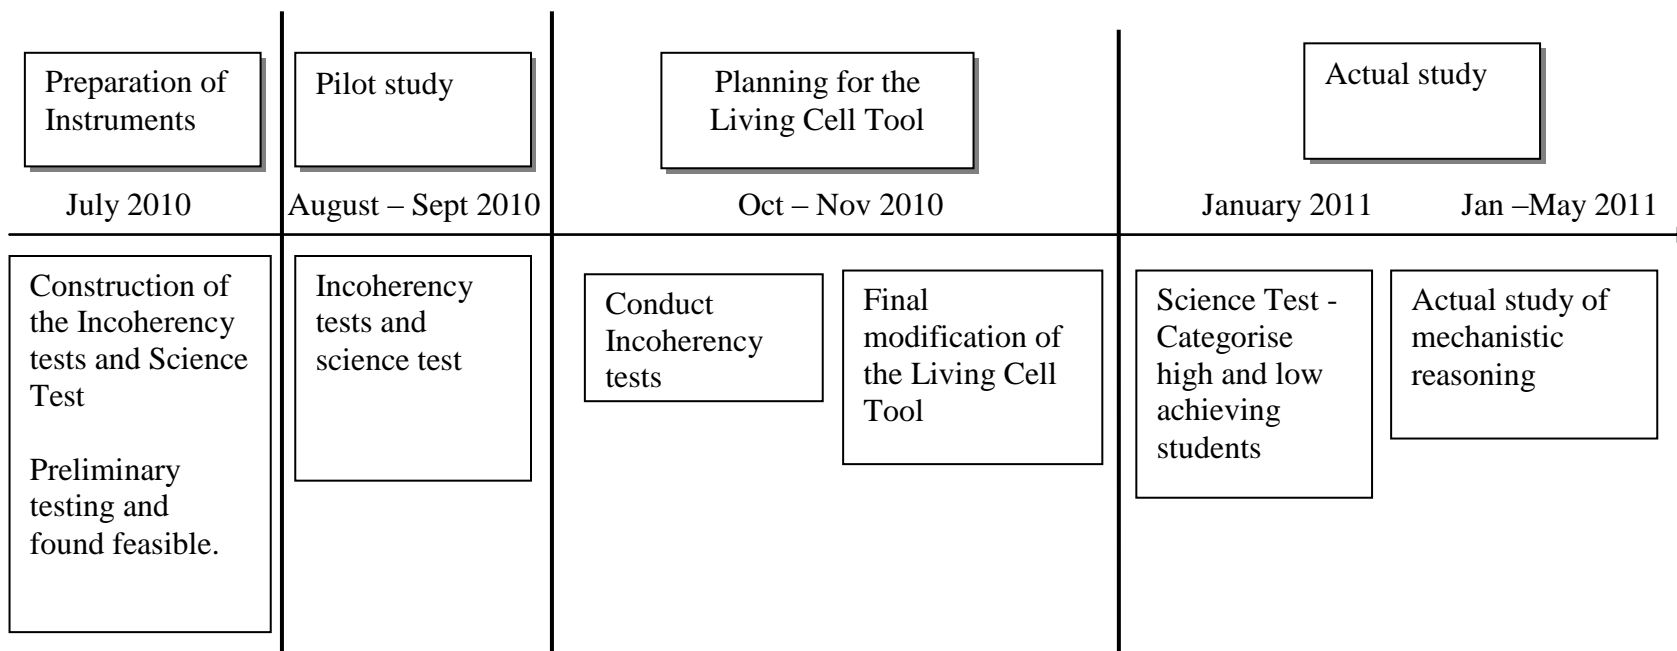 Preparation of
Instruments
Pilot study
Planning for the
Living Cell Tool
Actual study
July 2010
August – Sept 2010
Oct – Nov 2010
January 2011
Jan –May 2011
Construction of
the Incoherency
tests and Science
Test
Preliminary
testing and
found feasible.
Incoherency
tests and
science test
Conduct
Incoherency
tests
Final
modification of
the Living Cell
Tool
Science Test -
Categorise
high and low
achieving
students
Actual study of
mechanistic
reasoning